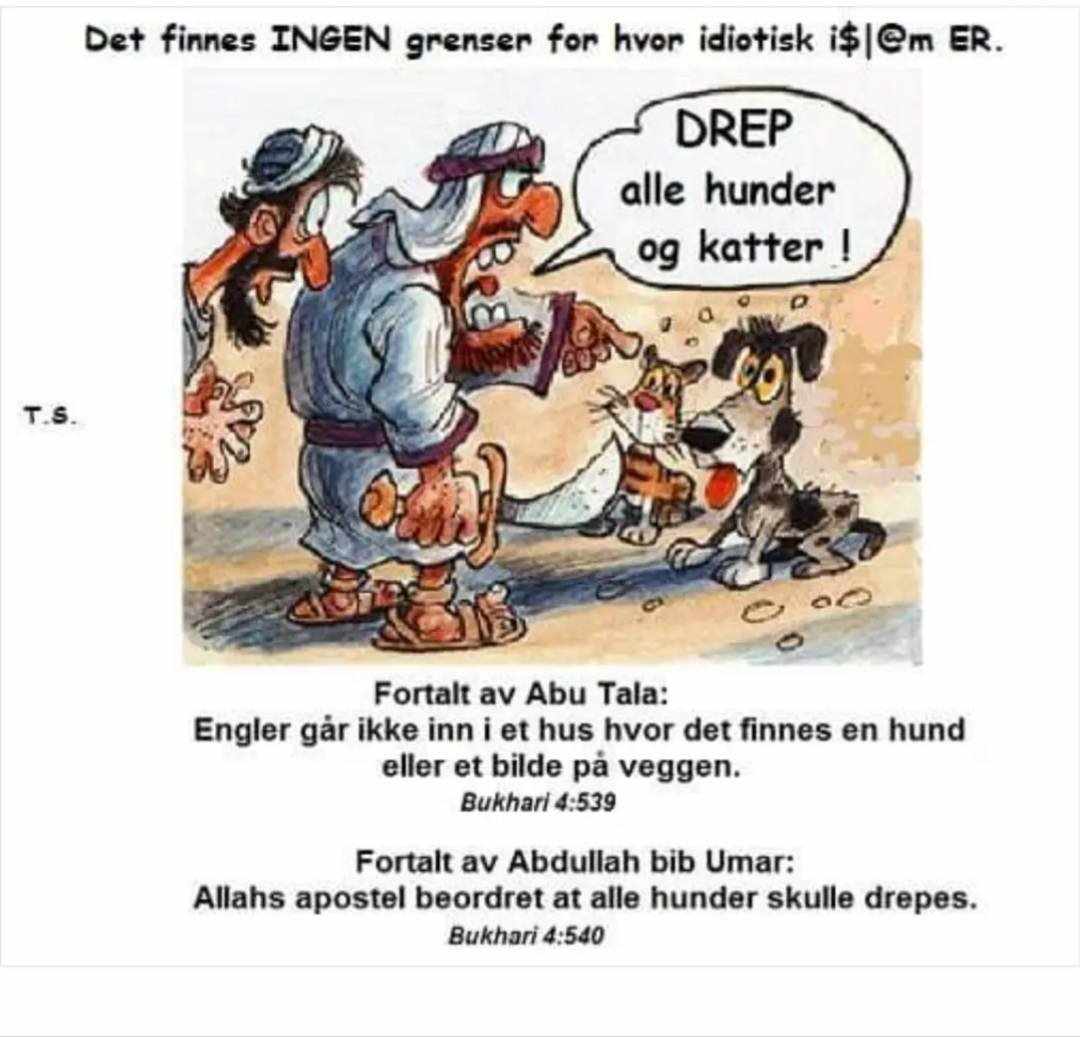 Det finnes INGEN grenser for hvor idiotisk i$|@m ER.
DREP
alle hunder
og katter !
T.S.
Fortalt av Abu Tala:
Engler går ikke inn i et hus hvor det finnes en hund
eller et bilde på veggen.
Bukhari 4:539
Fortalt av Abdullah bib Umar:
Allahs apostel beordret at alle hunder skulle drepes.
Bukhari 4:540